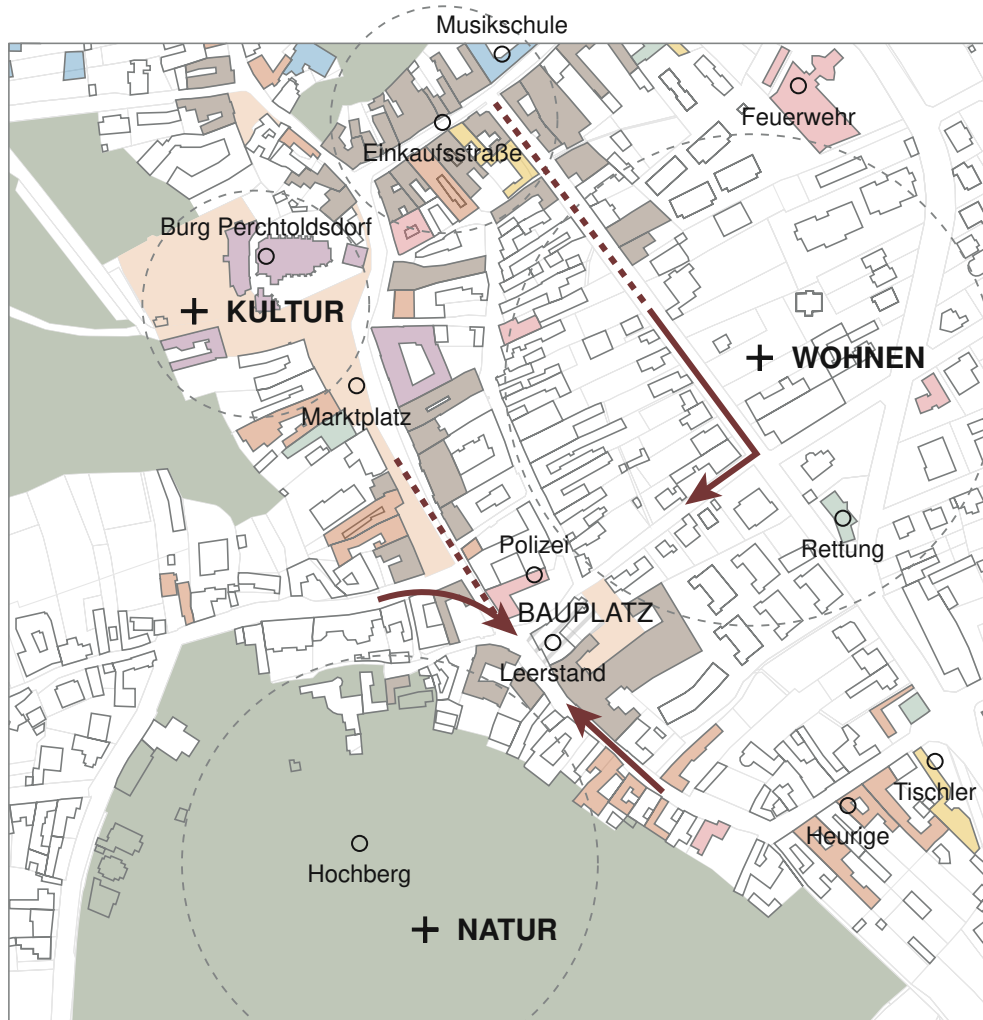 Musikschule
Feuerwehr
Einkaufsstraße
Burg Perchtoldsdorf
+ KULTUR
+ WOHNEN
Marktplatz
Polizei
Rettung
BAUPLATZ
Leerstand
Tischler
Heurige
Hochberg
+ NATUR